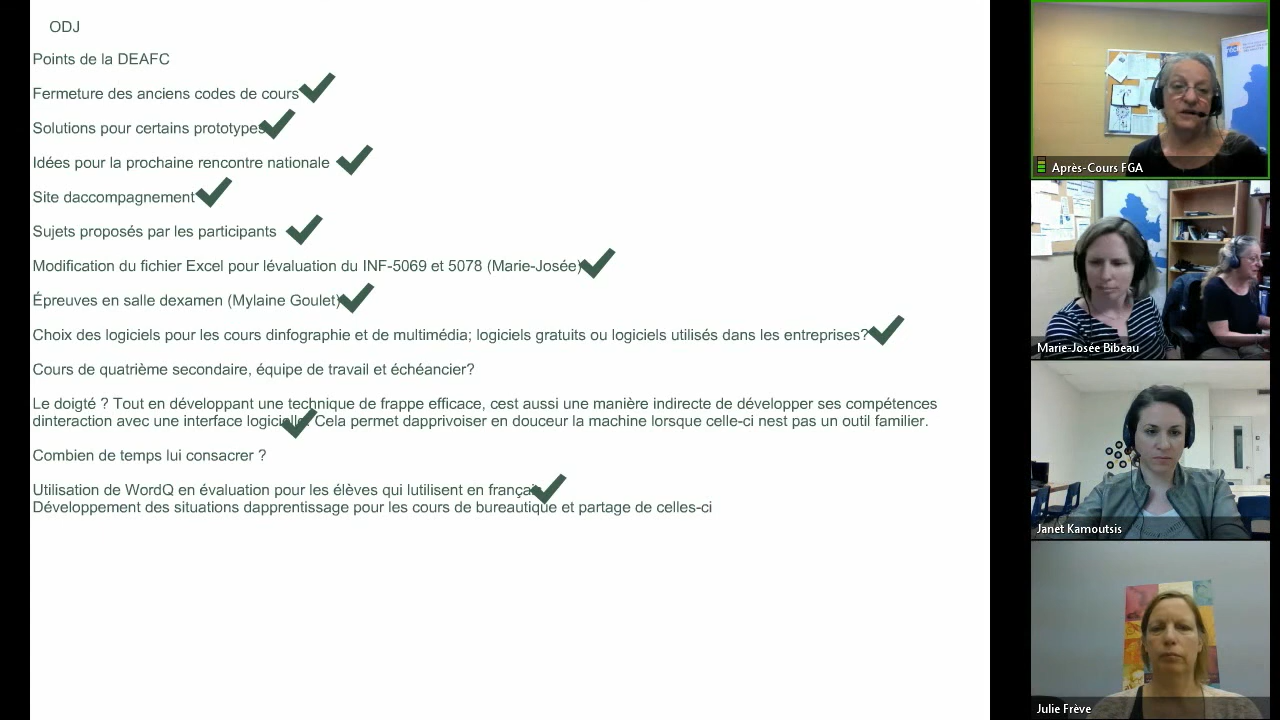 ODJ
Points de la DEAFC
Fermeture des anciens codes de cours
Solutions pour certains prototypes
Idées pour la prochaine rencontre nationale
Site daccompagnement
Sujets proposés par les participants
Modification du fichier Excel pour lévaluation du INF-5069 et 5078 (Marie-Josée)
Épreuves en salle dexamen (Mylaine Goulet)
Choix des logiciels pour les cours dinfographie et de multimédia; logiciels gratuits ou logiciels utilisés dans les entreprises?
Cours de quatrième secondaire, équipe de travail et échéancier?
Le doigté ? Tout en développant une technique de frappe efficace, cest aussi une manière indirecte de développer ses compétences
dinteraction avec une interface logicielle. Cela permet dapprivoiser en douceur la machine lorsque celle-ci nest pas un outil familier.
Combien de temps lui consacrer ?
Utilisation de WordQ en évaluation pour les élèves qui lutilisent en français
Développement des situations dapprentissage pour les cours de bureautique et partage de celles-ci
Après-Cours FGA
Marie-Josée Bibeau
Janet Kamoutsis
Julie Frève